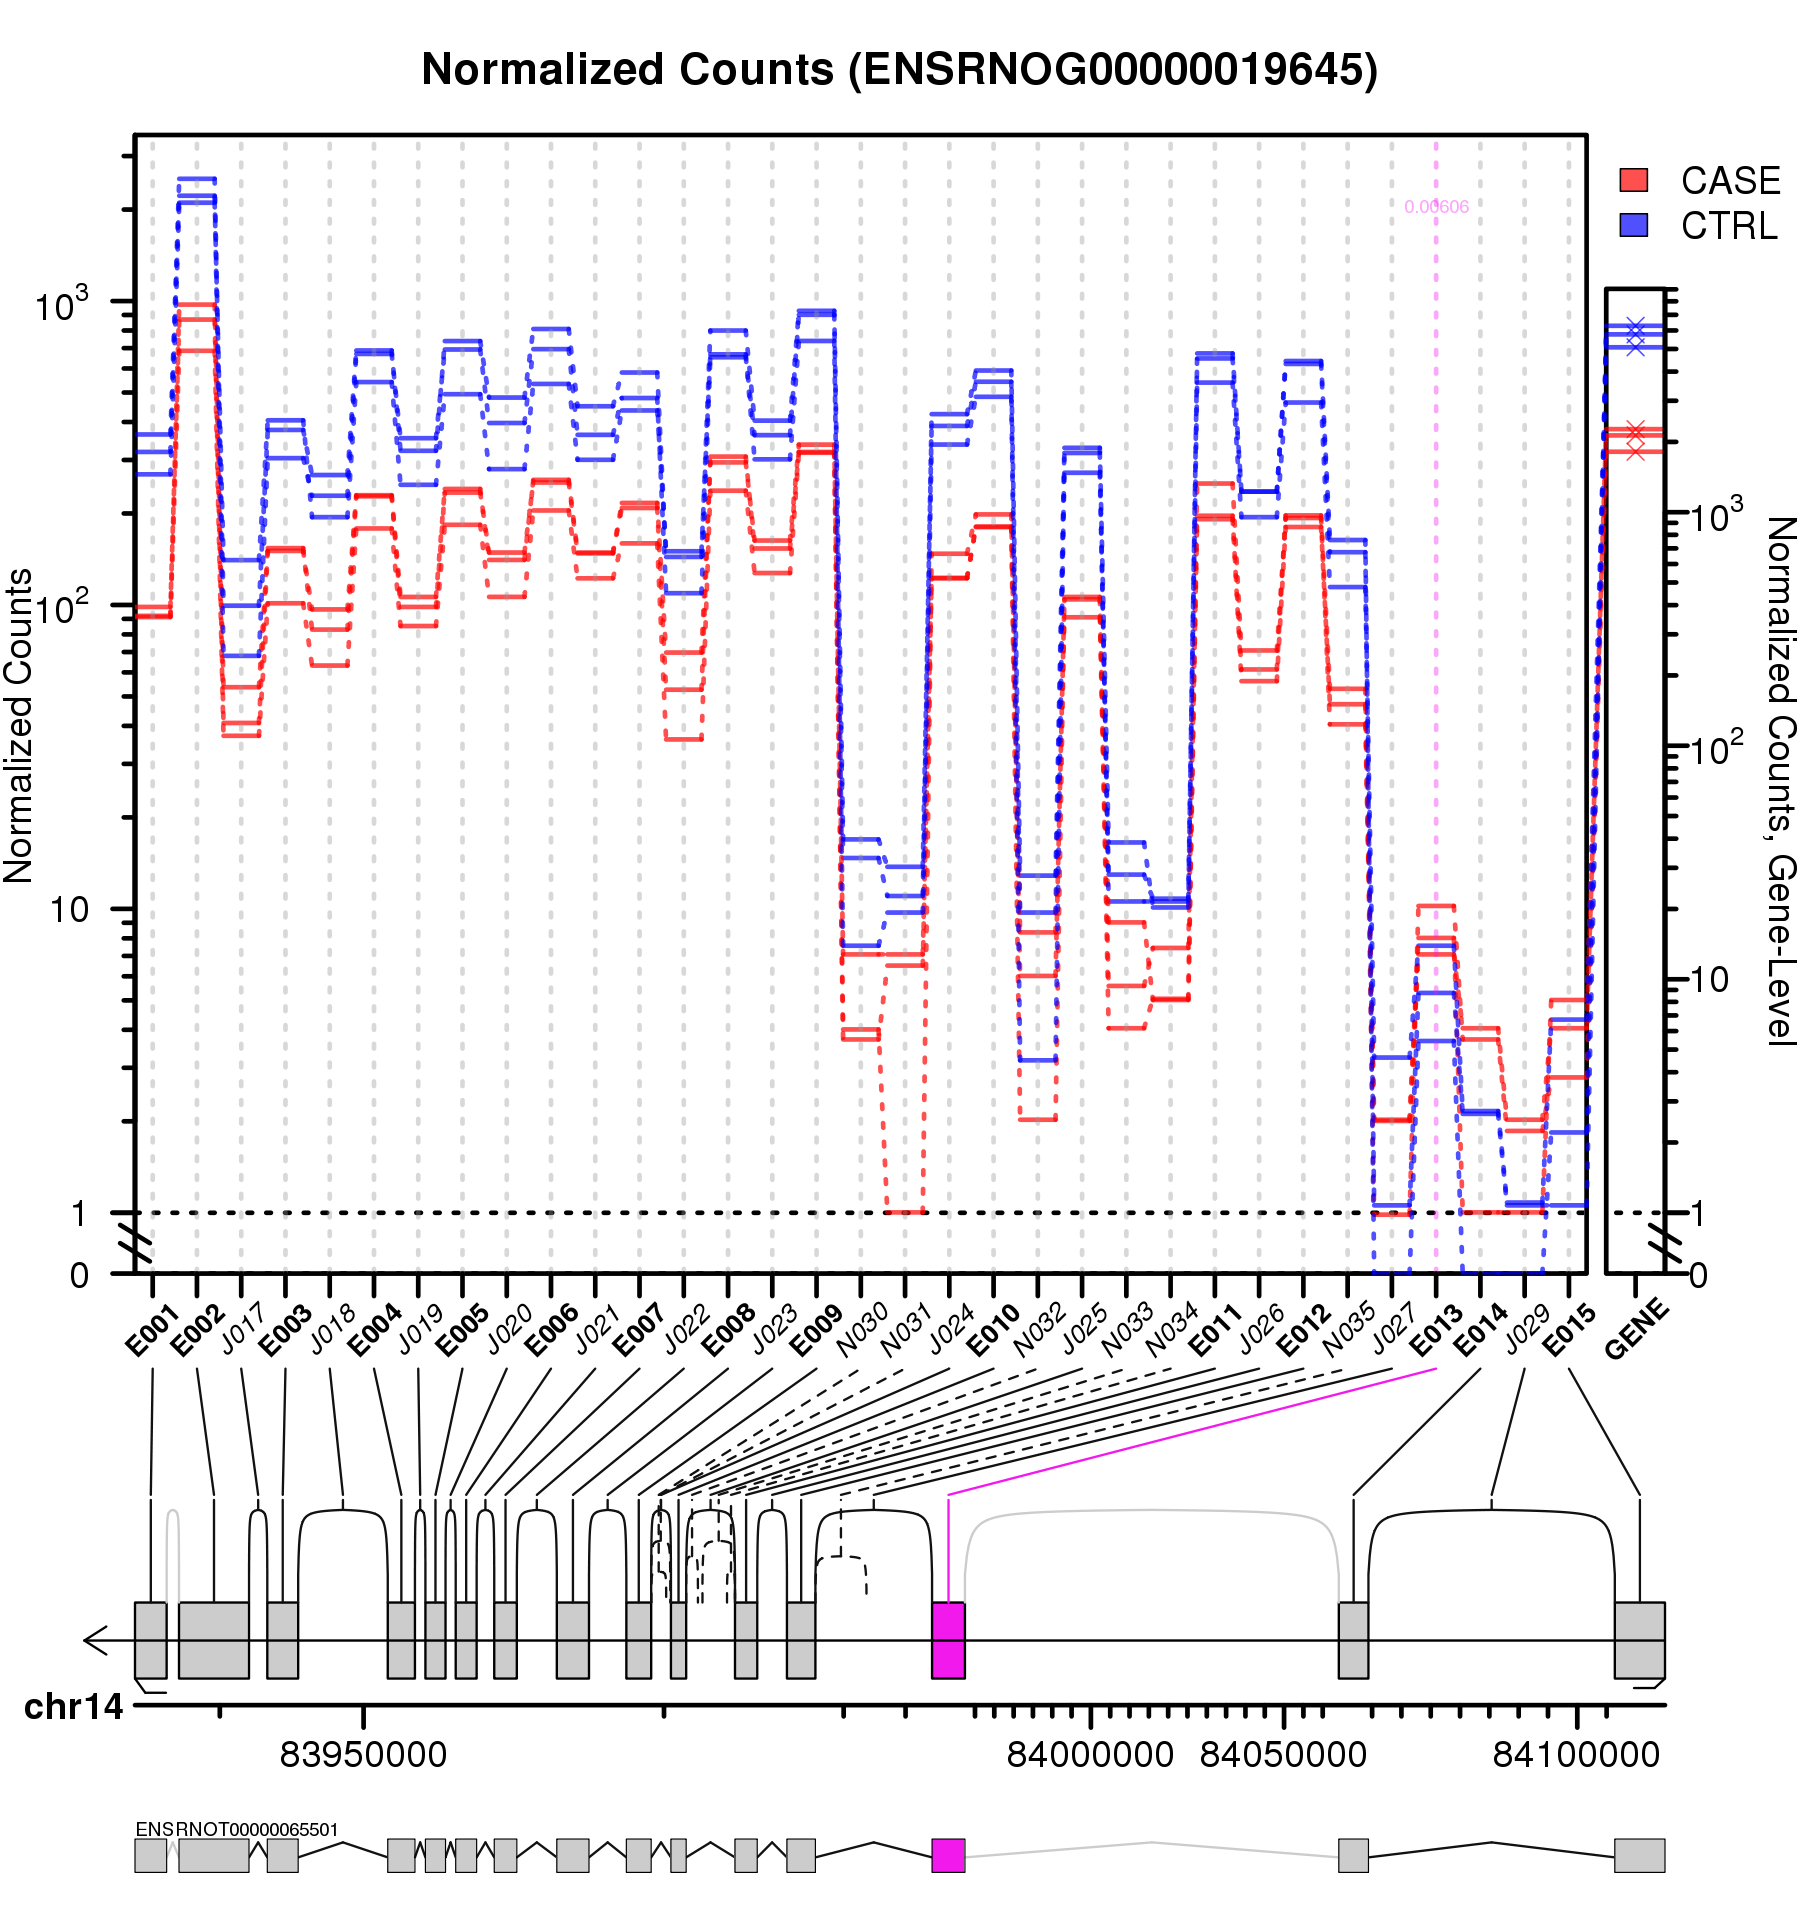 Normalized Counts (ENSRNOG00000019645)
CASE
CTRL
0.00606
Normalized Counts
10³
10²
10
1
0
10³
10²
10
1
0
Normalized Counts, Gene-Level
E001 E002 J017 E003 J018 E004 J019 E005 J020 E006 J021 E007 J022 E008 J023 E009 N030 N031 J024 E010 N032 J025 N033 N034 E011 J026 E012 N035 J027 E013 E014 J029 E015 GENE
chr14
83950000 84000000 84050000 84100000
ENSRNOT00000065501